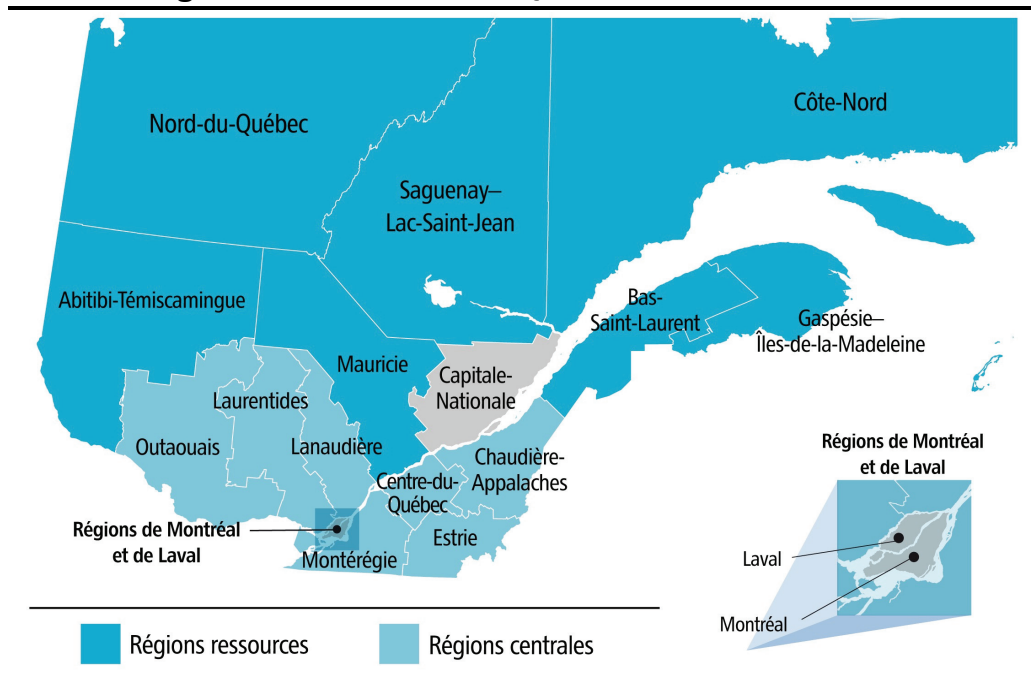 Nord-du-Québec
Côte-Nord
Saguenay–
Lac-Saint-Jean
Abitibi-Témiscamingue
Bas-
Saint-Laurent
Gaspésie–
Îles-de-la-Madeleine
Mauricie
Capitale-
Nationale
Laurentides
Outaouais
Lanaudière
Chaudière-
Appalaches
Centre-du-
Québec
Estrie
Montérégie
Régions de Montréal
et de Laval
Régions de Montréal
et de Laval
Laval
Montréal
Régions ressources
Régions centrales